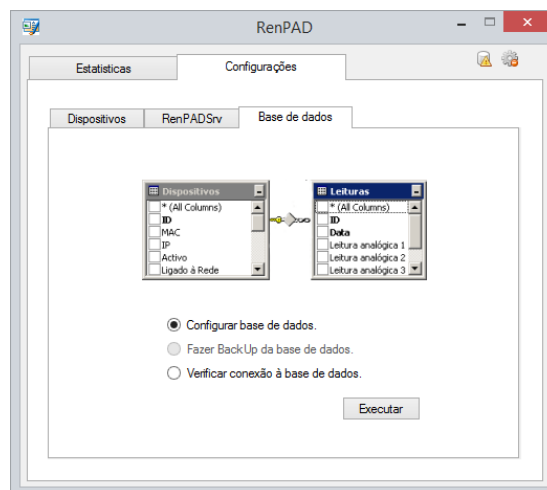 RenPAD
Estatisticas
Configurações
Dispositivos
RenPADSrv
Base de dados
Dispositivos
* (All Columns)
ID
MAC
IP
Activo
Ligado à Rede
Leituras
* (All Columns)
ID
Data
Leitura analógica 1
Leitura analógica 2
Leitura analógica 3
Configurar base de dados.
Fazer BackUp da base de dados.
Verificar conexão à base de dados.
Executar